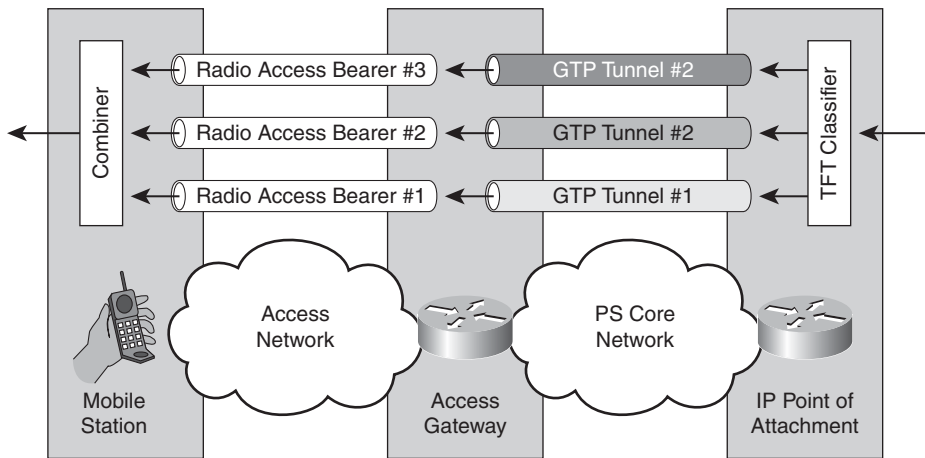 Combiner
Radio Access Bearer #3
GTP Tunnel #2
TFT Classifier
Radio Access Bearer #2
GTP Tunnel #2
Radio Access Bearer #1
GTP Tunnel #1
Access
Network
PS Core
Network
Mobile
Station
Access
Gateway
IP Point of
Attachment